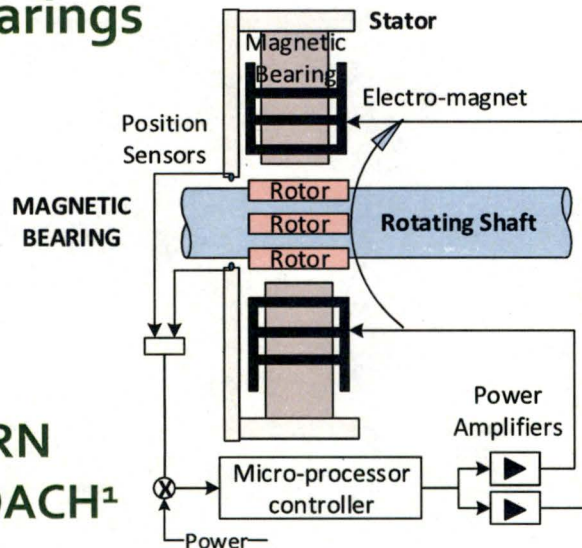 arings
Stator
Magnetic
Bearing
Electro-magnet
Position
Sensors
Rotor
MAGNETIC
BEARING
Rotor
Rotating Shaft
Rotor
Power
Amplifiers
RN
OACH¹
Micro-processor
controller
Power